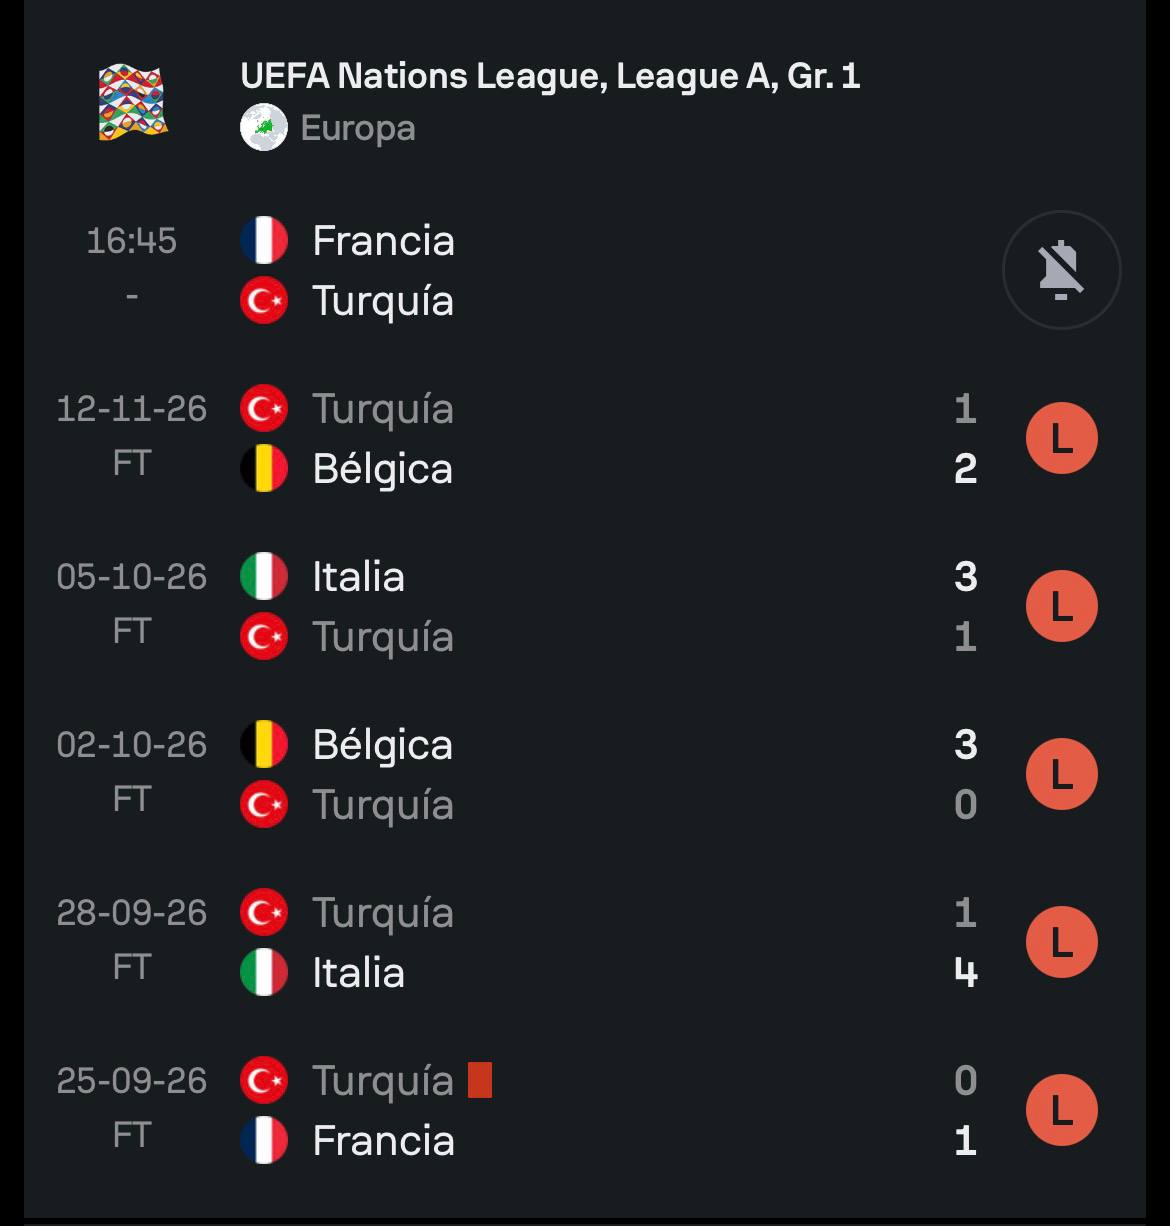 UEFA Nations League, League A, Gr. 1
Europa
16:45 Francia
- Turquía
12-11-26 Turquía 1 L
FT Bélgica 2
05-10-26 Italia 3 L
FT Turquía 1
02-10-26 Bélgica 3 L
FT Turquía 0
28-09-26 Turquía 1 L
FT Italia 4
25-09-26 Turquía 0 L
FT Francia 1